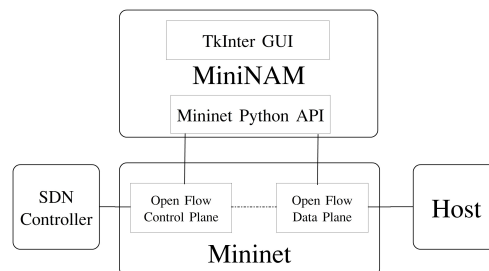 TkInter GUI
MiniNAM
Mininet Python API
SDN
Controller
Open Flow
Control Plane
Open Flow
Data Plane
Host
Mininet